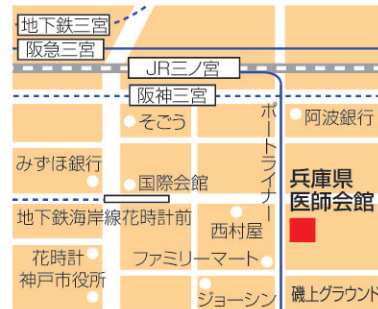 地下鉄三宮
阪急三宮
JR三ノ宮
阪神三宮
そごう
ポートライナー
阿波銀行
みずほ銀行
国際会館
兵庫県
医師会館
地下鉄海岸線花時計前
西村屋
花時計
神戸市役所
ファミリーマート
ジョーシン
磯上グラウンド